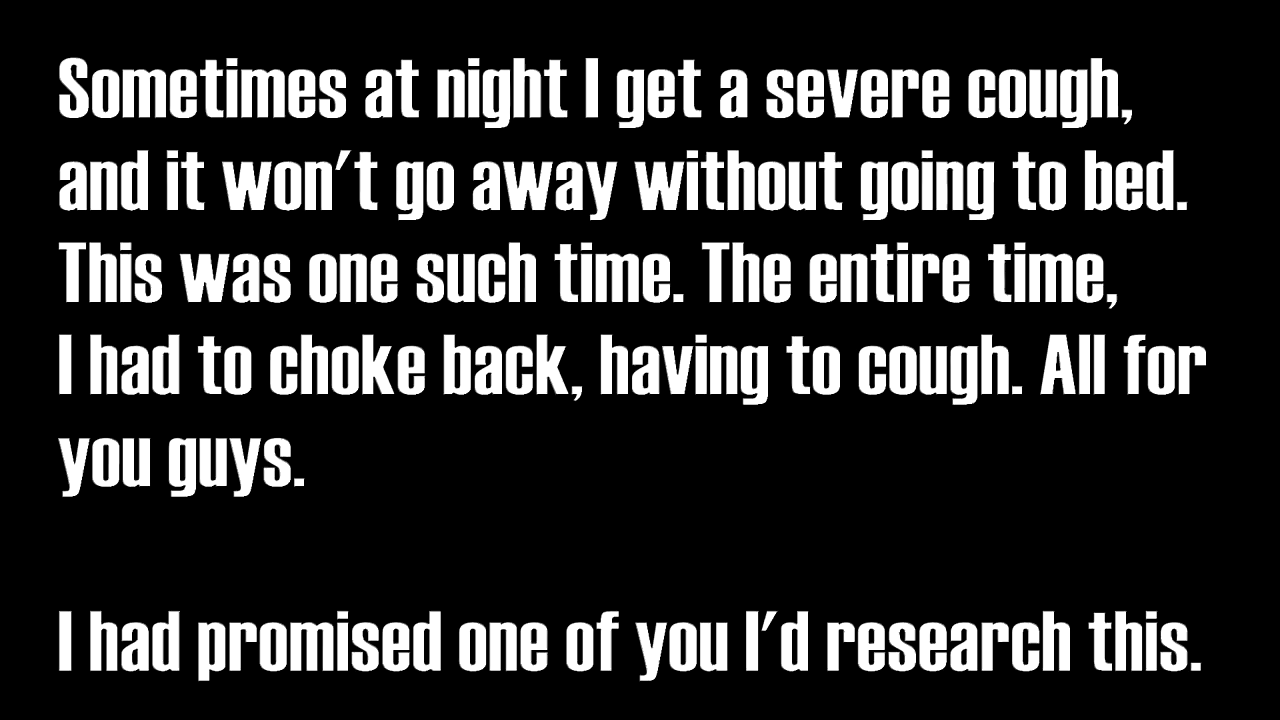 Sometimes at night I get a severe cough,
and it won't go away without going to bed.
This was one such time. The entire time,
I had to choke back, having to cough. All for
you guys.
I had promised one of you I'd research this.